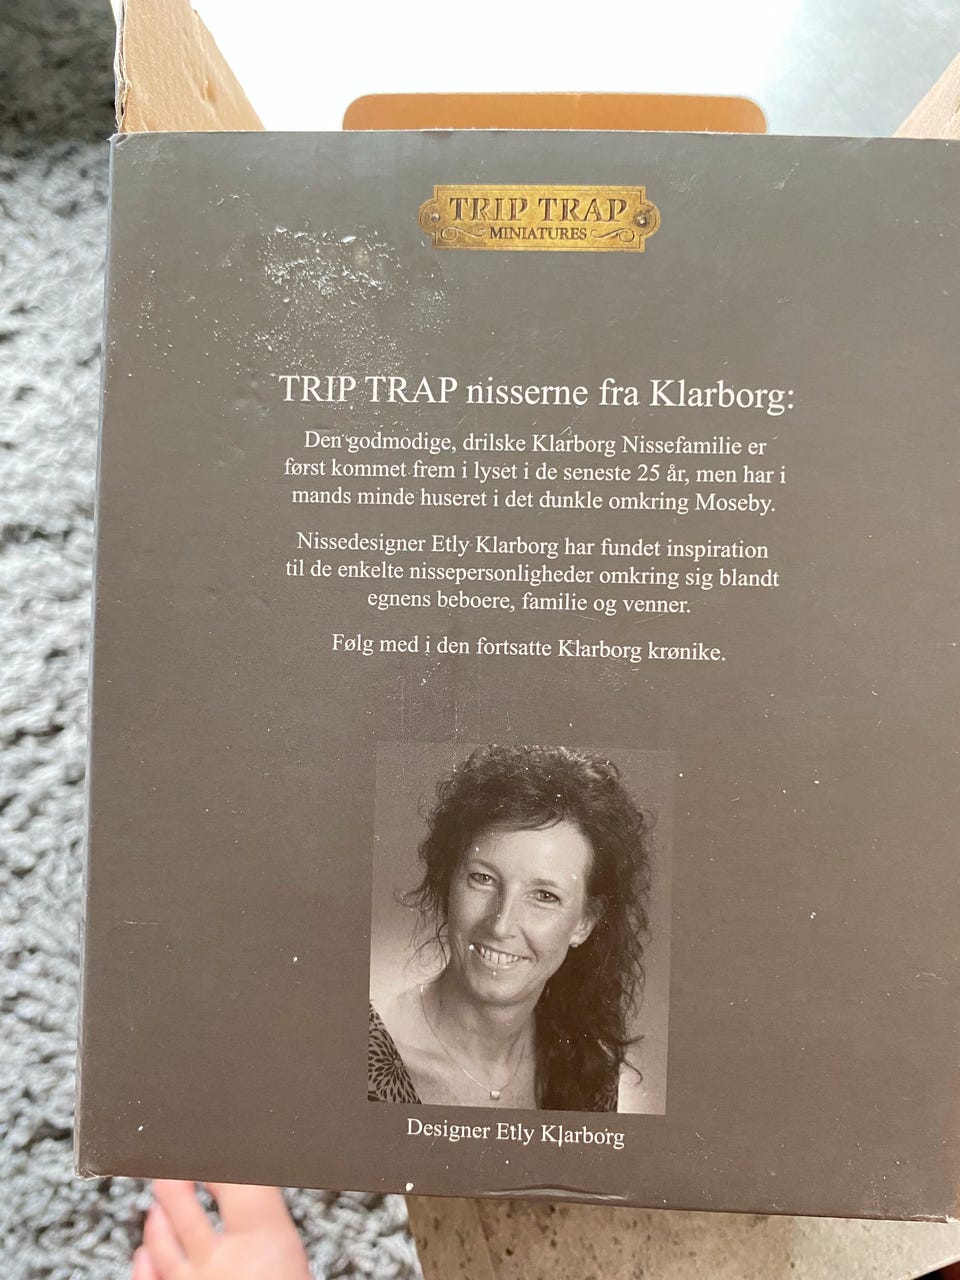 TRIP TRAP
MINIATURES
TRIP TRAP nisserne fra Klarborg:
Den godmodige, drilske Klarborg Nissefamilie er
først kommet frem i lyset i de seneste 25 år, men har i
mands minde huseret i det dunkle omkring Moseby.
Nissedesigner Etly Klarborg har fundet inspiration
til de enkelte nissepersonligheder omkring sig blandt
egnens beboere, familie og venner.
Følg med i den fortsatte Klarborg krønike.
Designer Etly Klarborg